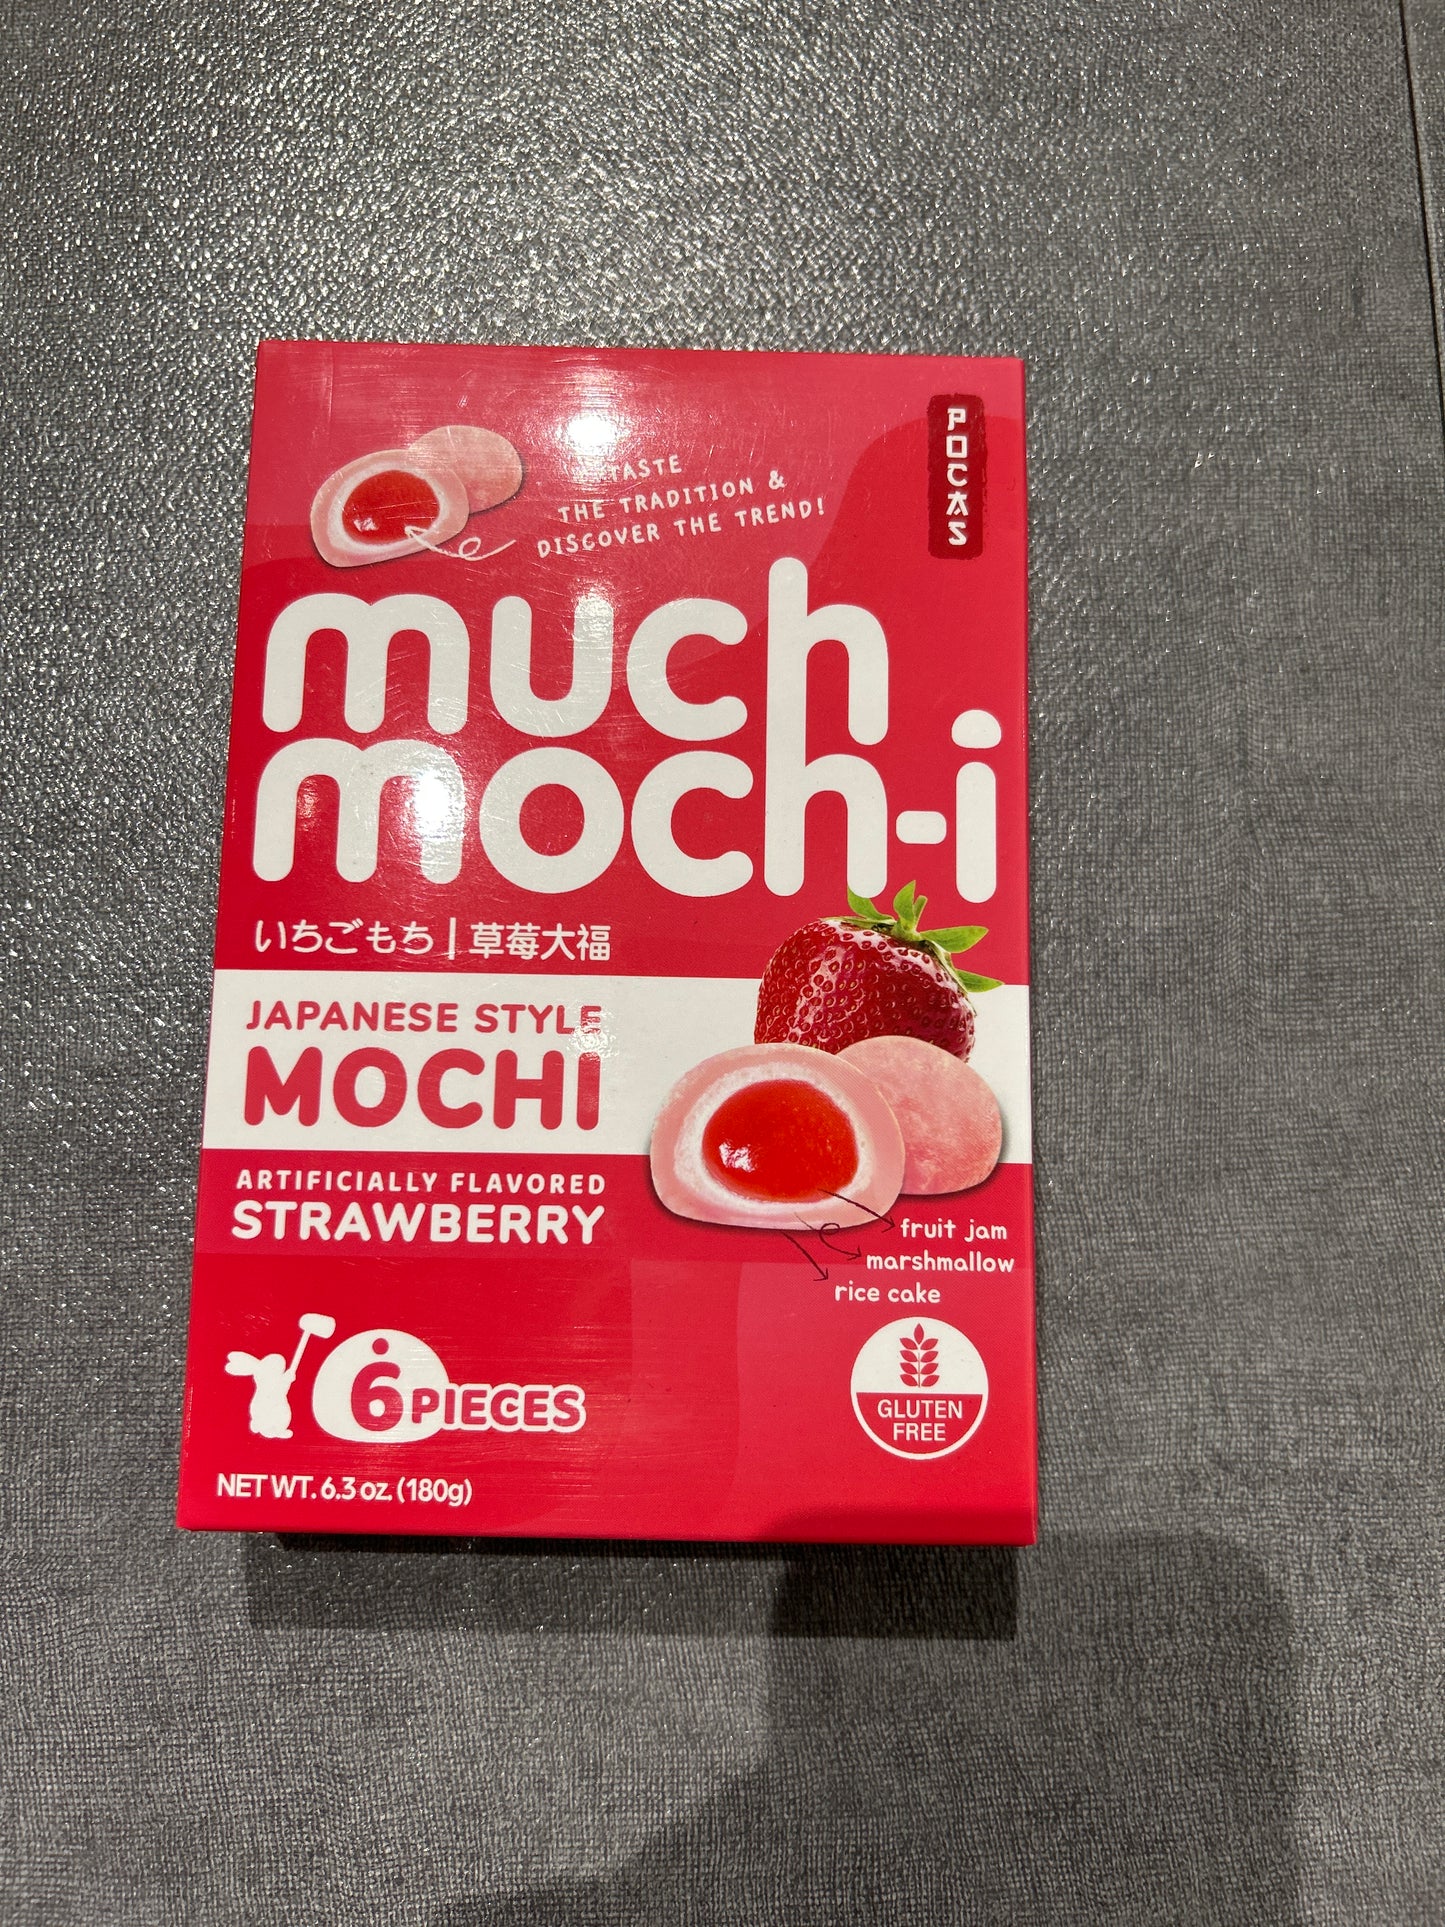 POCAS
TASTE
THE TRADITION &
DISCOVER THE TREND!
much
moch-i
いちごもち | 草莓大福
JAPANESE STYLE
MOCHI
ARTIFICIALLY FLAVORED
STRAWBERRY
fruit jam
marshmallow
rice cake
6 PIECES
GLUTEN
FREE
NET WT. 6.3 oz. (180g)